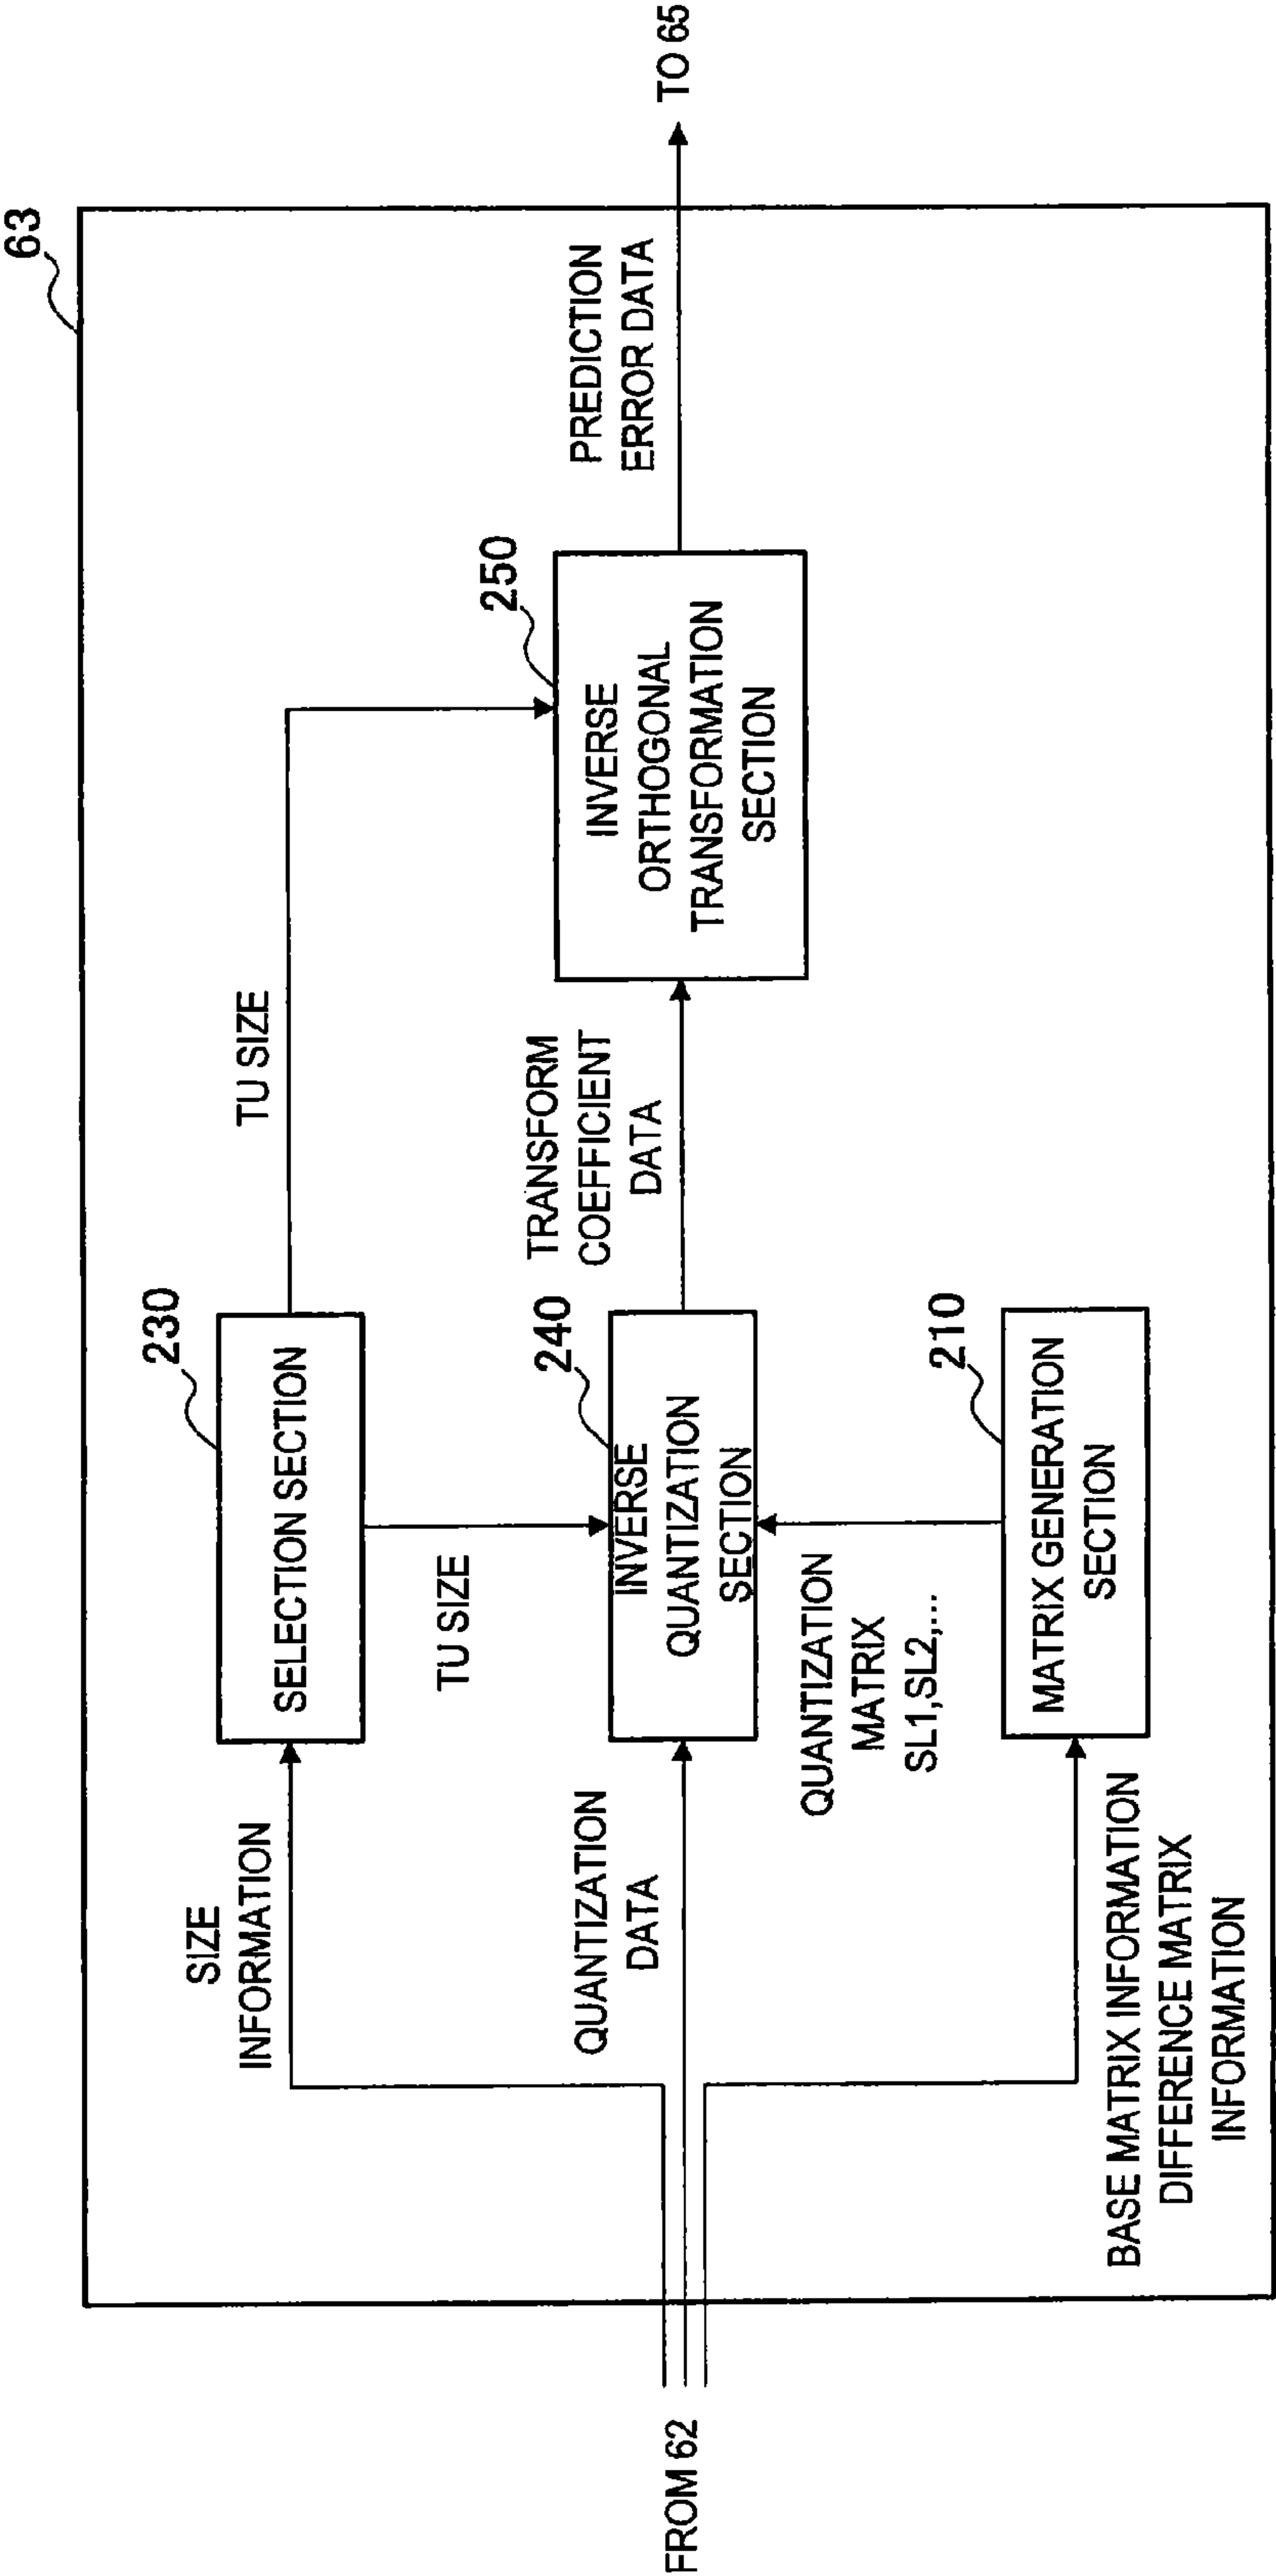 63
230
SELECTION SECTION
SIZE
INFORMATION
TU SIZE
TU SIZE
FROM 62
QUANTIZATION
DATA
240
INVERSE
QUANTIZATION
SECTION
TRANSFORM
COEFFICIENT
DATA
250
INVERSE
ORTHOGONAL
TRANSFORMATION
SECTION
PREDICTION
ERROR DATA
TO 65
QUANTIZATION
MATRIX
SL1,SL2,...
210
MATRIX GENERATION
SECTION
BASE MATRIX INFORMATION
DIFFERENCE MATRIX
INFORMATION